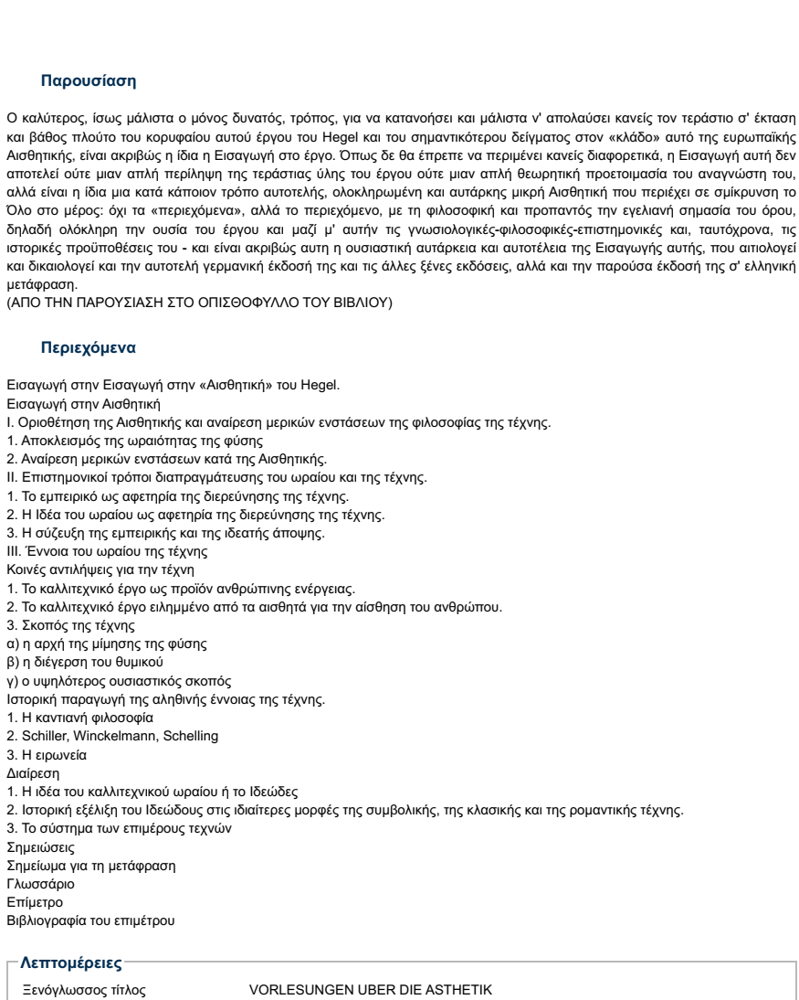 Παρουσίαση
Ο καλύτερος, ίσως μάλιστα ο μόνος δυνατός, τρόπος, για να κατανοήσει και μάλιστα ν' απολαύσει κανείς τον τεράστιο σ' έκταση
και βάθος πλούτο του κορυφαίου αυτού έργου του Hegel και του σημαντικότερου δείγματος στον «κλάδο» αυτό της ευρωπαϊκής
Αισθητικής, είναι ακριβώς η ίδια η Εισαγωγή στο έργο. Όπως δε θα έπρεπε να περιμένει κανείς διαφορετικά, η Εισαγωγή αυτή δεν
αποτελεί ούτε μιαν απλή περίληψη της τεράστιας ύλης του έργου ούτε μιαν απλή θεωρητική προετοιμασία του αναγνώστη του,
αλλά είναι η ίδια μια κατά κάποιον τρόπο αυτοτελής, ολοκληρωμένη και αυτάρκης μικρή Αισθητική που περιέχει σε σμίκρυνση το
Όλο στο μέρος: όχι τα «περιεχόμενα», αλλά το περιεχόμενο, με τη φιλοσοφική και προπαντός την εγελιανή σημασία του όρου,
δηλαδή ολόκληρη την ουσία του έργου και μαζί μ' αυτήν τις γνωσιολογικές-φιλοσοφικές-επιστημονικές και, ταυτόχρονα, τις
ιστορικές προϋποθέσεις του - και είναι ακριβώς αυτη η ουσιαστική αυτάρκεια και αυτοτέλεια της Εισαγωγής αυτής, που αιτιολογεί
και δικαιολογεί και την αυτοτελή γερμανική έκδοσή της και τις άλλες ξένες εκδόσεις, αλλά και την παρούσα έκδοσή της σ' ελληνική
μετάφραση.
(ΑΠΟ ΤΗΝ ΠΑΡΟΥΣΙΑΣΗ ΣΤΟ ΟΠΙΣΘΟΦΥΛΛΟ ΤΟΥ ΒΙΒΛΙΟΥ)
Περιεχόμενα
Εισαγωγή στην Εισαγωγή στην «Αισθητική» του Hegel.
Εισαγωγή στην Αισθητική
Ι. Οριοθέτηση της Αισθητικής και αναίρεση μερικών ενστάσεων της φιλοσοφίας της τέχνης.
1. Αποκλεισμός της ωραιότητας της φύσης
2. Αναίρεση μερικών ενστάσεων κατά της Αισθητικής.
ΙΙ. Επιστημονικοί τρόποι διαπραγμάτευσης του ωραίου και της τέχνης.
1. Το εμπειρικό ως αφετηρία της διερεύνησης της τέχνης.
2. Η Ιδέα του ωραίου ως αφετηρία της διερεύνησης της τέχνης.
3. Η σύζευξη της εμπειρικής και της ιδεατής άποψης.
ΙΙΙ. Έννοια του ωραίου της τέχνης
Κοινές αντιλήψεις για την τέχνη
1. Το καλλιτεχνικό έργο ως προϊόν ανθρώπινης ενέργειας.
2. Το καλλιτεχνικό έργο ειλημμένο από τα αισθητά για την αίσθηση του ανθρώπου.
3. Σκοπός της τέχνης
α) η αρχή της μίμησης της φύσης
β) η διέγερση του θυμικού
γ) ο υψηλότερος ουσιαστικός σκοπός
Ιστορική παραγωγή της αληθινής έννοιας της τέχνης.
1. Η καντιανή φιλοσοφία
2. Schiller, Winckelmann, Schelling
3. Η ειρωνεία
Διαίρεση
1. Η ιδέα του καλλιτεχνικού ωραίου ή το Ιδεώδες
2. Ιστορική εξέλιξη του Ιδεώδους στις ιδιαίτερες μορφές της συμβολικής, της κλασικής και της ρομαντικής τέχνης.
3. Το σύστημα των επιμέρους τεχνών
Σημειώσεις
Σημείωμα για τη μετάφραση
Γλωσσάριο
Επίμετρο
Βιβλιογραφία του επιμέτρου
Λεπτομέρειες
Ξενόγλωσσος τίτλος VORLESUNGEN UBER DIE ASTHETIK